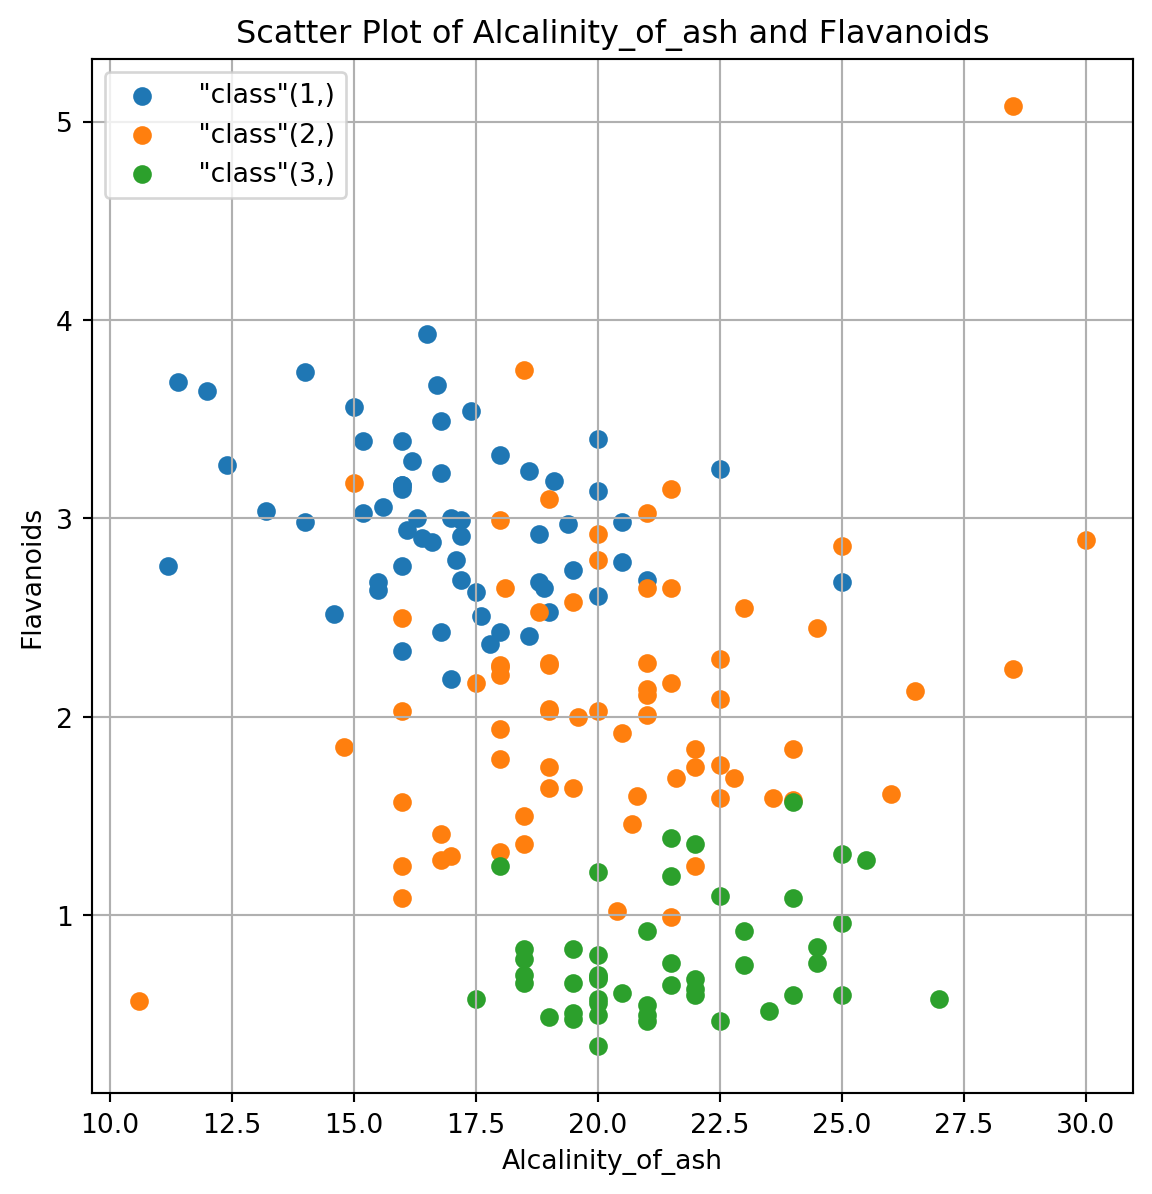 Scatter Plot of Alcalinity_of_ash and Flavanoids
"class"(1,)
"class"(2,)
"class"(3,)
Flavanoids
5
4
3
2
1
10.0 12.5 15.0 17.5 20.0 22.5 25.0 27.5 30.0
Alcalinity_of_ash